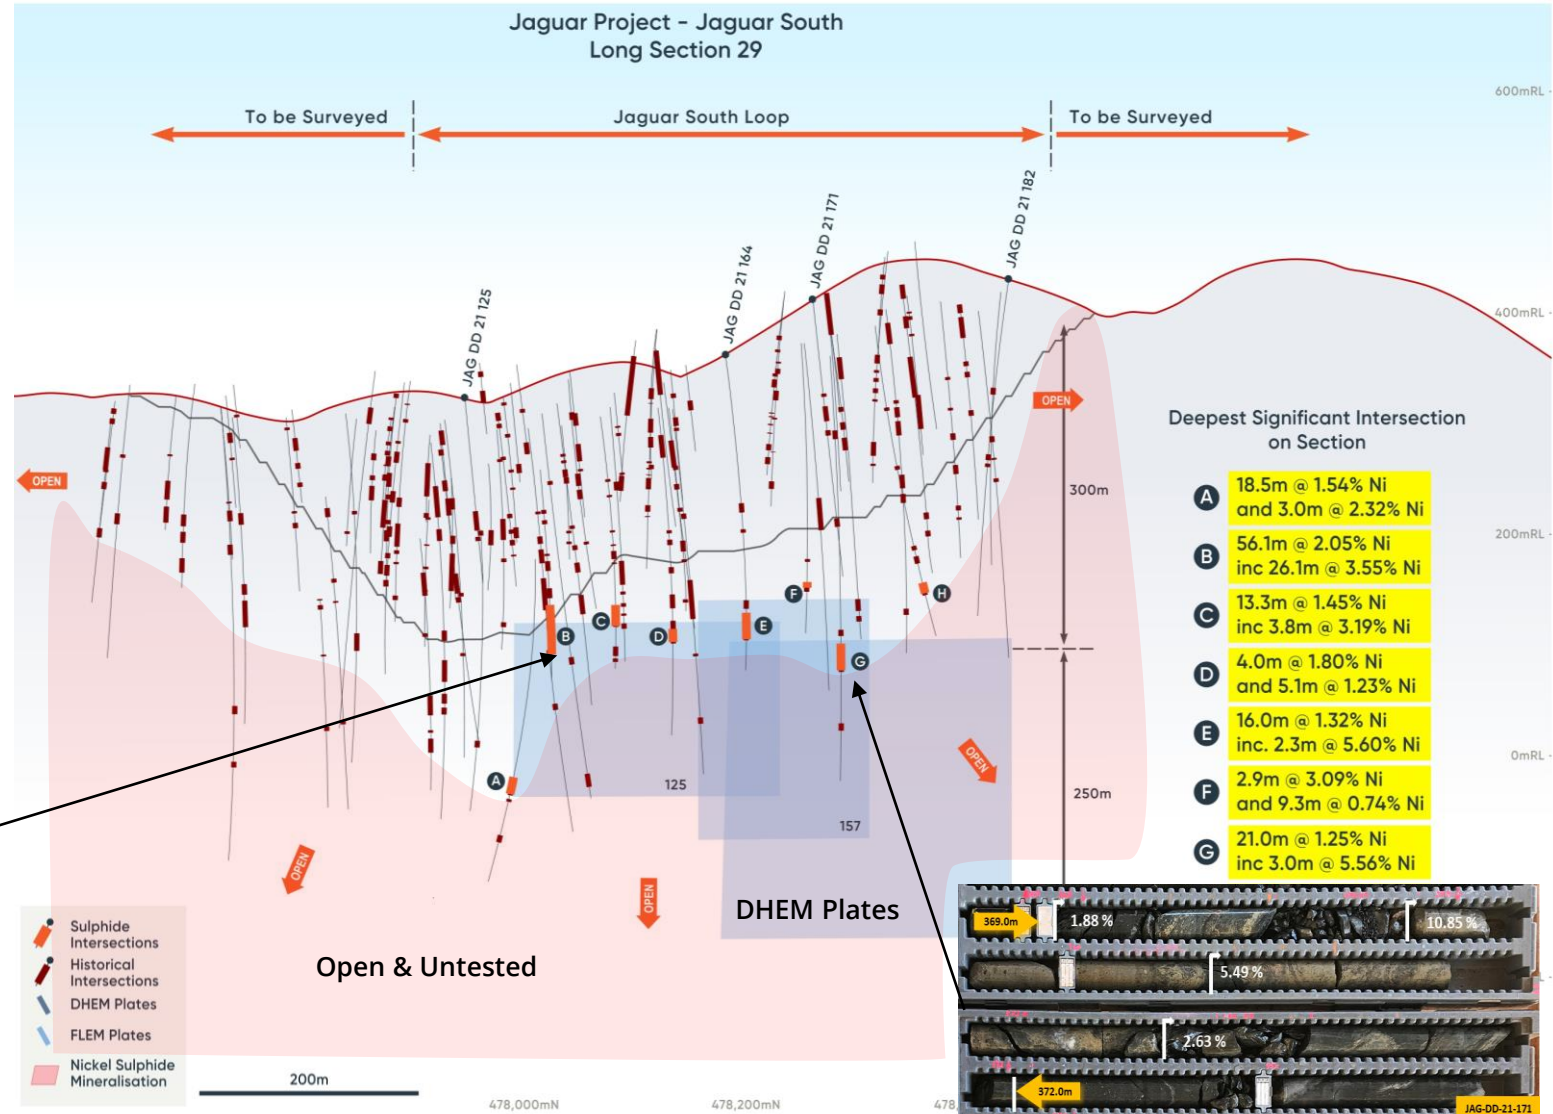 Jaguar Project - Jaguar South
Long Section 29
600mRL
To be Surveyed
Jaguar South Loop
To be Surveyed
JAG DD 21 125
JAG DD 21 164
JAG DD 21 171
JAG DD 21 182
400mRL
OPEN
OPEN
300m
200mRL
Deepest Significant Intersection
on Section
A
18.5m @ 1.54% Ni
and 3.0m @ 2.32% Ni
B
56.1m @ 2.05% Ni
inc 26.1m @ 3.55% Ni
C
13.3m @ 1.45% Ni
inc 3.8m @ 3.19% Ni
D
4.0m @ 1.80% Ni
and 5.1m @ 1.23% Ni
E
16.0m @ 1.32% Ni
inc. 2.3m @ 5.60% Ni
F
2.9m @ 3.09% Ni
and 9.3m @ 0.74% Ni
G
21.0m @ 1.25% Ni
inc 3.0m @ 5.56% Ni
F
H
B
C
D
E
G
A
OPEN
0mRL
125
157
250m
OPEN
OPEN
DHEM Plates
Open & Untested
Sulphide
Intersections
Historical
Intersections
DHEM Plates
FLEM Plates
Nickel Sulphide
Mineralisation
200m
478,000mN
478,200mN
478,
369.0m
1.88 %
10.85 %
5.49 %
2.63 %
372.0m
JAG-DD-21-171